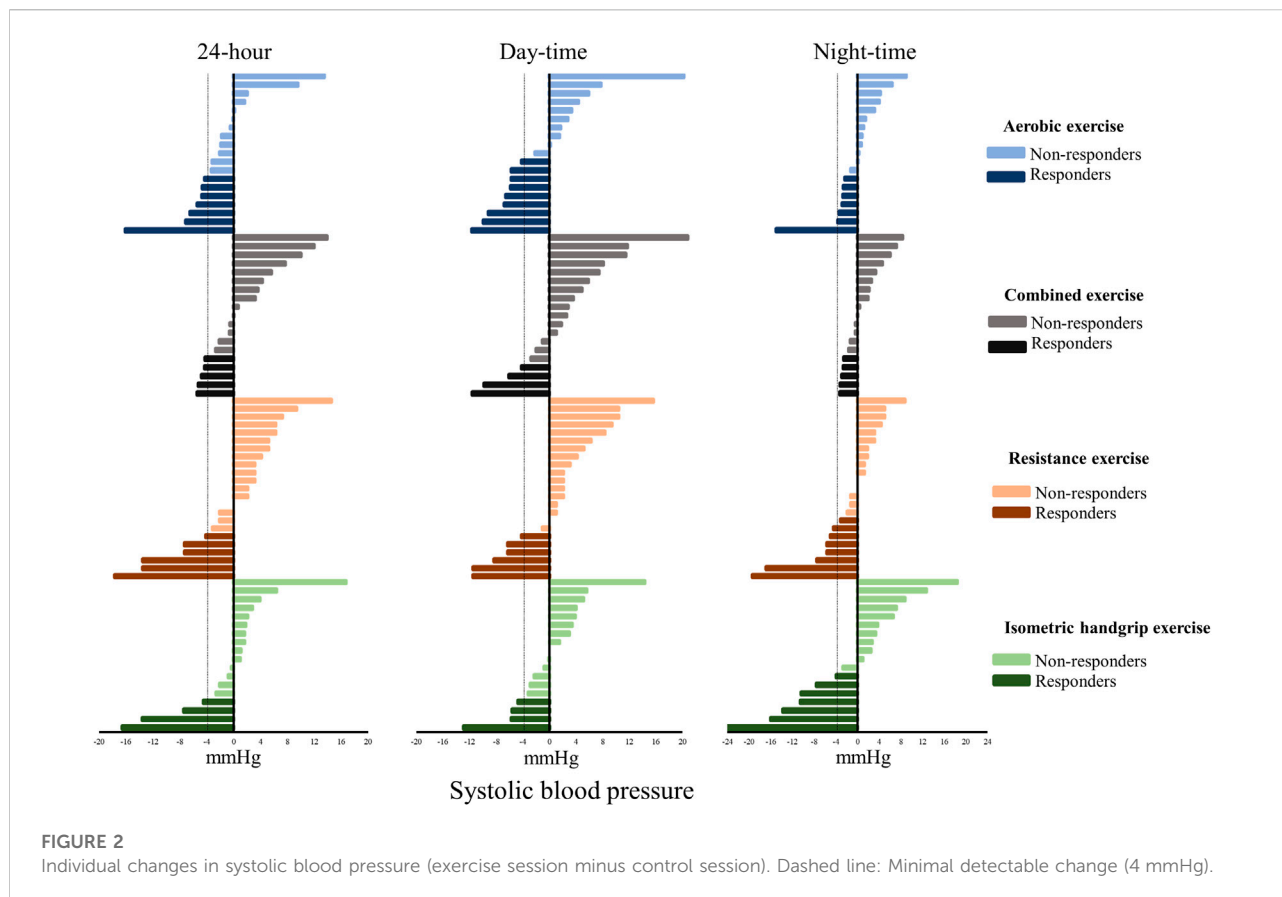 24-hour
Day-time
Night-time
Aerobic exercise
Non-responders
Responders
Combined exercise
Non-responders
Responders
Resistance exercise
Non-responders
Responders
Isometric handgrip exercise
Non-responders
Responders
-20 -16 -12 -8 -4 0 4 8 12 16 20
-20 -16 -12 -8 -4 0 4 8 12 16 20
-24 -20 -16 -12 -8 -4 0 4 8 12 16 20 24
mmHg
mmHg
mmHg
Systolic blood pressure
FIGURE 2
Individual changes in systolic blood pressure (exercise session minus control session). Dashed line: Minimal detectable change (4 mmHg).